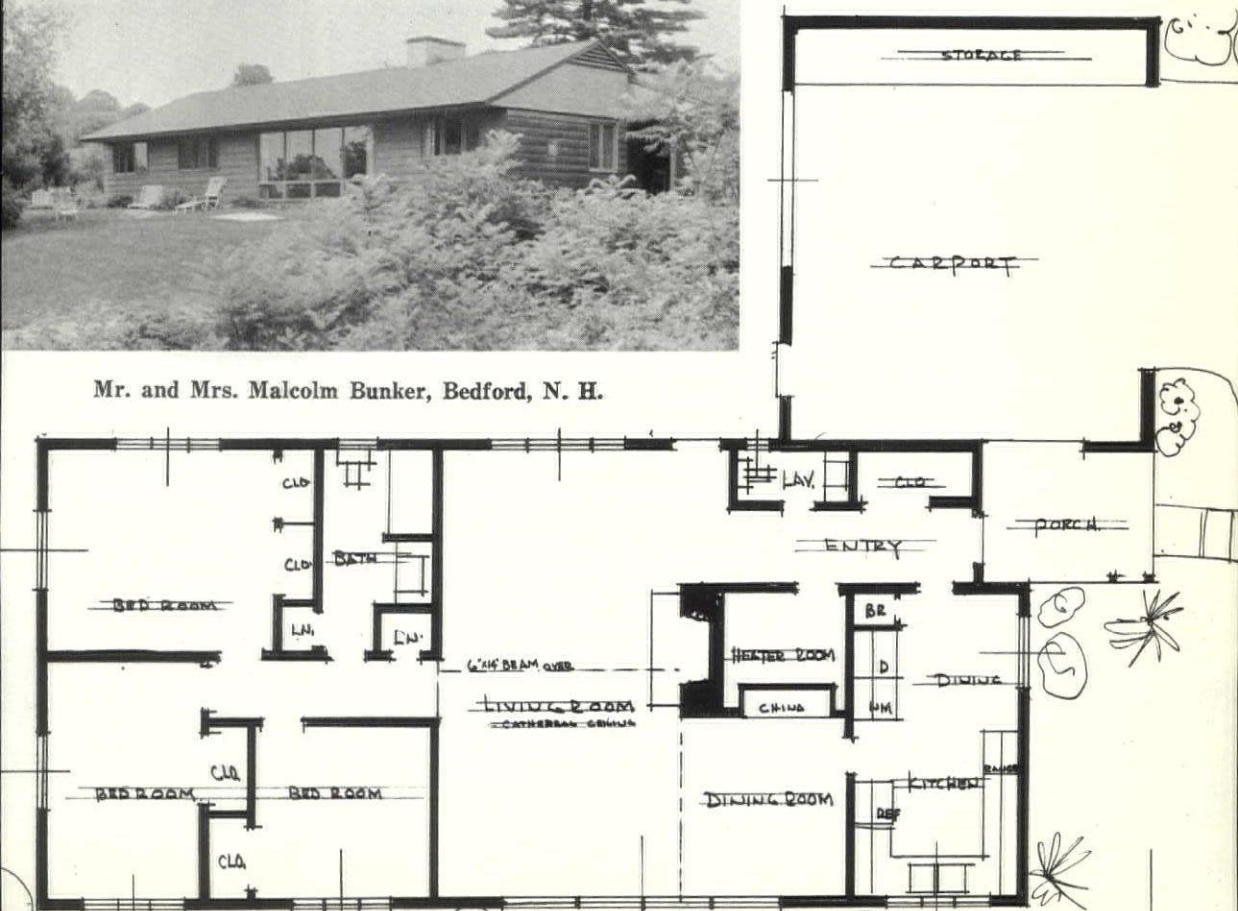 STORAGE
CARPORT
Mr. and Mrs. Malcolm Bunker, Bedford, N. H.
CLO
LAV.
CLO
PORCH.
ENTRY
BATH
CLO
BED ROOM
BR
LN.
LN.
HEATER ROOM
6"X14" BEAM OVER
D
DINING
LIVING ROOM
CHINA
WM
CATHEDRAL CEILING
RANGE
CLO.
KITCHEN
BED ROOM
BED ROOM
DINING ROOM
REF
CLO.